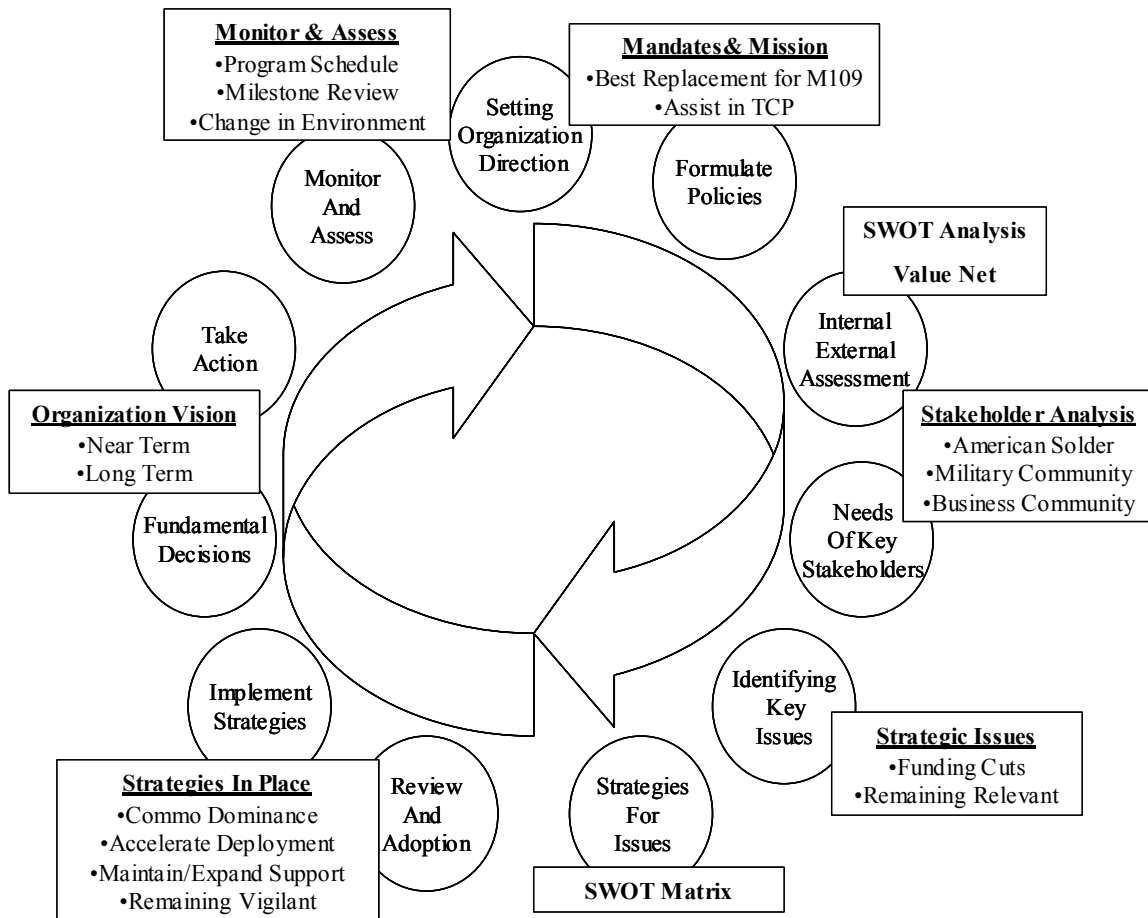 Monitor & Assess
•Program Schedule
•Milestone Review
•Change in Environment
Mandates& Mission
•Best Replacement for M109
•Assist in TCP
Setting
Organization
Direction
Formulate
Policies
SWOT Analysis
Value Net
Internal
External
Assessment
Stakeholder Analysis
•American Solder
•Military Community
•Business Community
Needs
Of Key
Stakeholders
Identifying
Key
Issues
Strategic Issues
•Funding Cuts
•Remaining Relevant
Strategies
For
Issues
SWOT Matrix
Review
And
Adoption
Strategies In Place
•Commo Dominance
•Accelerate Deployment
•Maintain/Expand Support
•Remaining Vigilant
Implement
Strategies
Fundamental
Decisions
Organization Vision
•Near Term
•Long Term
Take
Action
Monitor
And
Assess